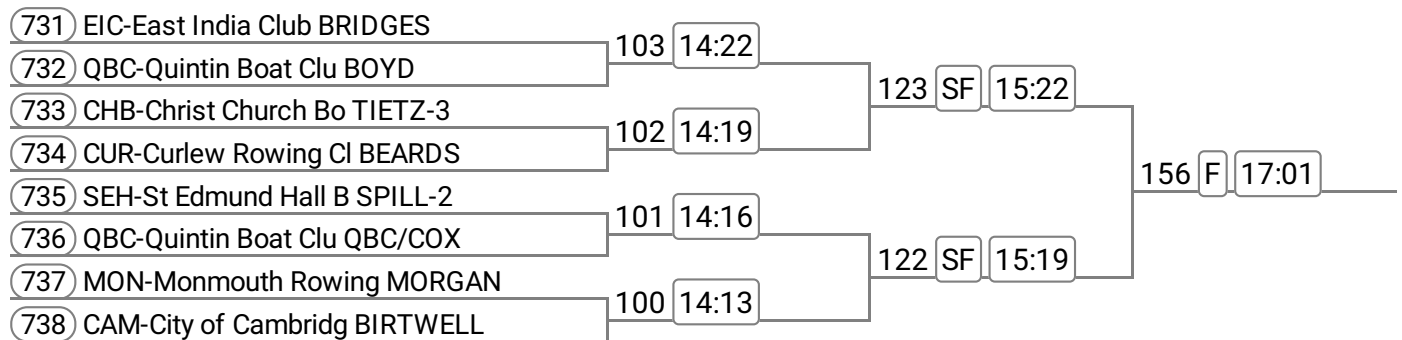 731 EIC-East India Club BRIDGES
103 14:22
732 QBC-Quintin Boat Clu BOYD
123 SF 15:22
733 CHB-Christ Church Bo TIETZ-3
102 14:19
734 CUR-Curlew Rowing Cl BEARDS
156 F 17:01
735 SEH-St Edmund Hall B SPILL-2
101 14:16
736 QBC-Quintin Boat Clu QBC/COX
122 SF 15:19
737 MON-Monmouth Rowing MORGAN
100 14:13
738 CAM-City of Cambridg BIRTWELL